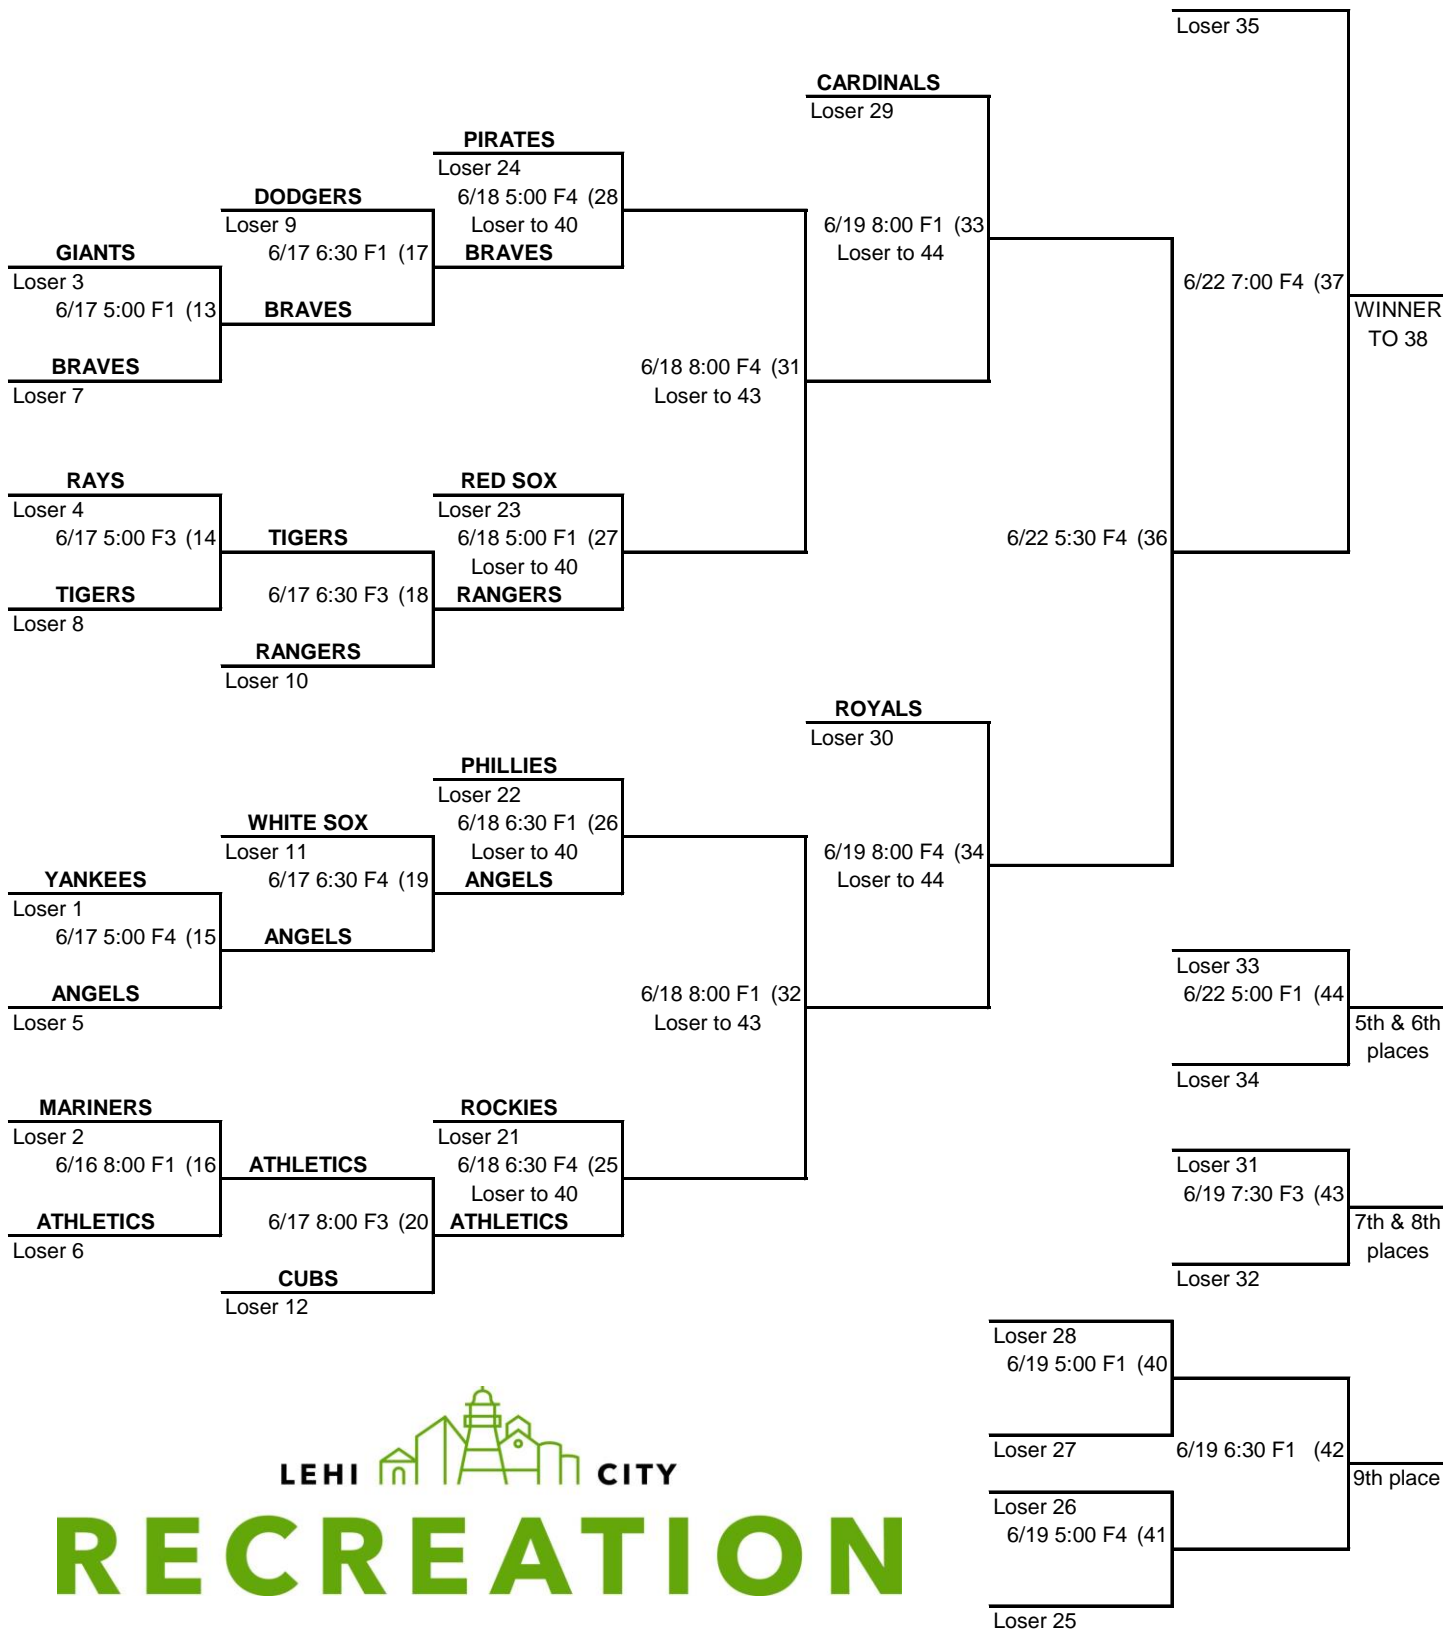 Loser 35
CARDINALS
Loser 29
PIRATES
Loser 24
DODGERS
6/18 5:00 F4 (28
Loser 9
Loser to 40
6/19 8:00 F1 (33
GIANTS
6/17 6:30 F1 (17
BRAVES
Loser to 44
Loser 3
6/22 7:00 F4 (37
6/17 5:00 F1 (13
BRAVES
WINNER
TO 38
BRAVES
6/18 8:00 F4 (31
Loser 7
Loser to 43
RAYS
RED SOX
Loser 4
Loser 23
6/17 5:00 F3 (14
TIGERS
6/18 5:00 F1 (27
6/22 5:30 F4 (36
Loser to 40
TIGERS
6/17 6:30 F3 (18
RANGERS
Loser 8
RANGERS
Loser 10
ROYALS
Loser 30
PHILLIES
Loser 22
WHITE SOX
6/18 6:30 F1 (26
Loser 11
Loser to 40
6/19 8:00 F4 (34
YANKEES
6/17 6:30 F4 (19
ANGELS
Loser to 44
Loser 1
6/17 5:00 F4 (15
ANGELS
Loser 33
ANGELS
6/18 8:00 F1 (32
6/22 5:00 F1 (44
Loser 5
Loser to 43
5th & 6th
places
Loser 34
MARINERS
ROCKIES
Loser 2
Loser 21
6/16 8:00 F1 (16
ATHLETICS
6/18 6:30 F4 (25
Loser 31
Loser to 40
6/19 7:30 F3 (43
ATHLETICS
6/17 8:00 F3 (20
ATHLETICS
7th & 8th
Loser 6
places
CUBS
Loser 32
Loser 12
Loser 28
6/19 5:00 F1 (40
Loser 27
6/19 6:30 F1 (42
9th place
Loser 26
6/19 5:00 F4 (41
Loser 25
LEHI CITY
RECREATION